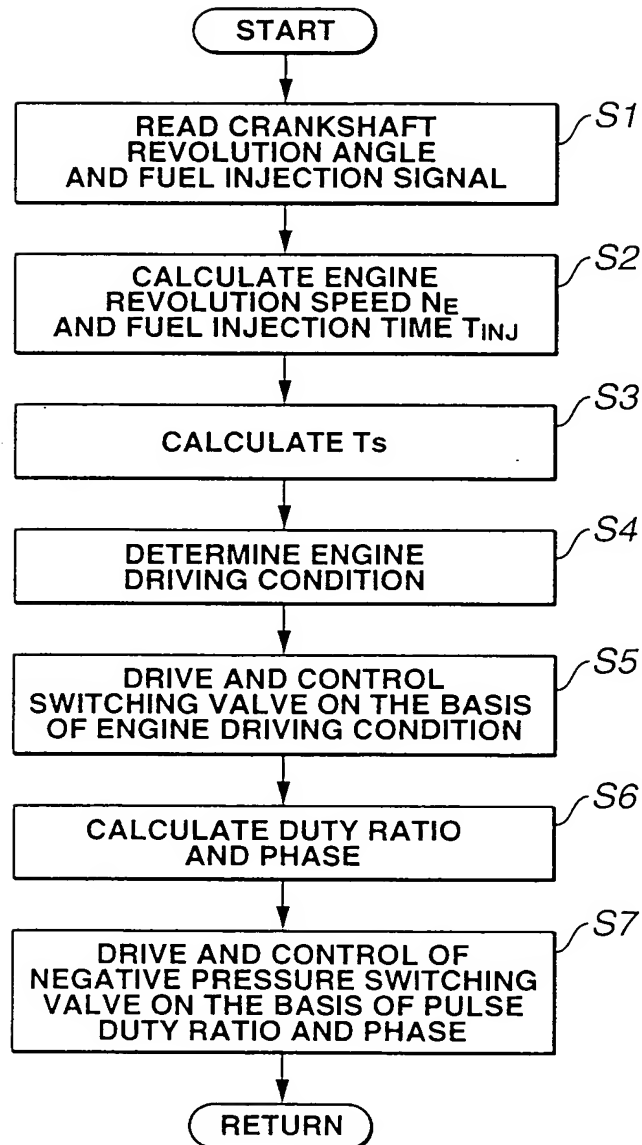 START
READ CRANKSHAFT
REVOLUTION ANGLE
AND FUEL INJECTION SIGNAL
S1
CALCULATE ENGINE
REVOLUTION SPEED NE
AND FUEL INJECTION TIME TINJ
S2
CALCULATE Ts
S3
DETERMINE ENGINE
DRIVING CONDITION
S4
DRIVE AND CONTROL
SWITCHING VALVE ON THE BASIS
OF ENGINE DRIVING CONDITION
S5
CALCULATE DUTY RATIO
AND PHASE
S6
DRIVE AND CONTROL OF
NEGATIVE PRESSURE SWITCHING
VALVE ON THE BASIS OF PULSE
DUTY RATIO AND PHASE
S7
RETURN